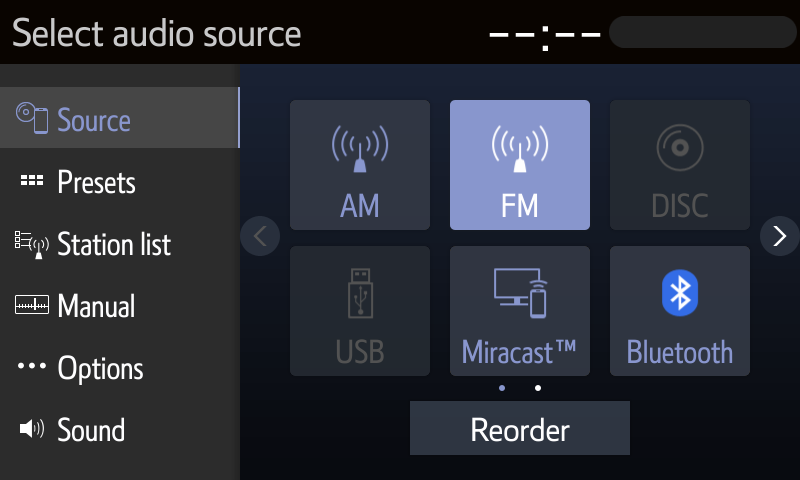 Select audio source
--:--
Source
Presets
Station list
Manual
Options
Sound
AM
FM
DISC
USB
Miracast™
Bluetooth
Reorder